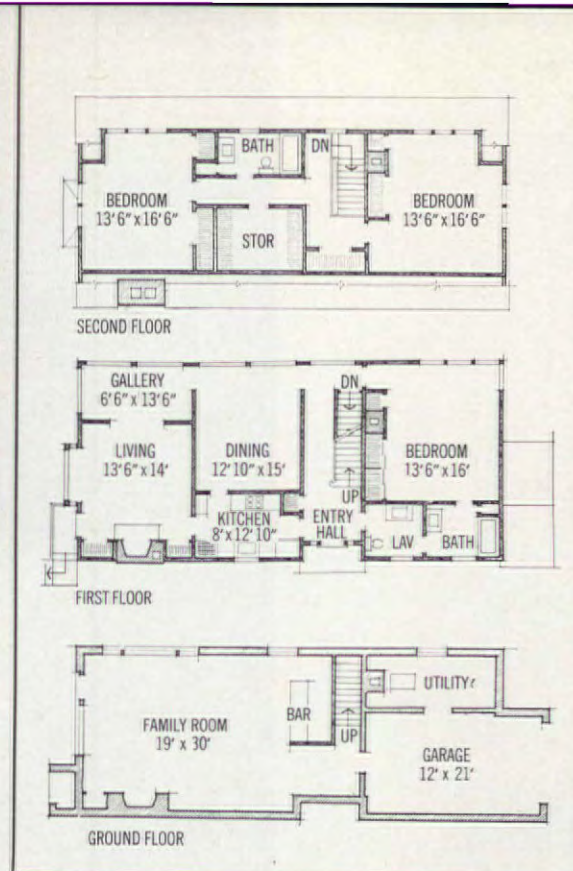 BATH
DN
BEDROOM
13'6" x 16'6"
BEDROOM
13'6" x 16'6"
STOR
SECOND FLOOR
GALLERY
6'6" x 13'6"
DN
LIVING
13'6" x 14'
DINING
12'10" x 15'
BEDROOM
13'6" x 16'
UP
KITCHEN
8' x 12'10"
ENTRY
HALL
LAV
BATH
FIRST FLOOR
UTILITY
BAR
FAMILY ROOM
19' x 30'
UP
GARAGE
12' x 21'
GROUND FLOOR